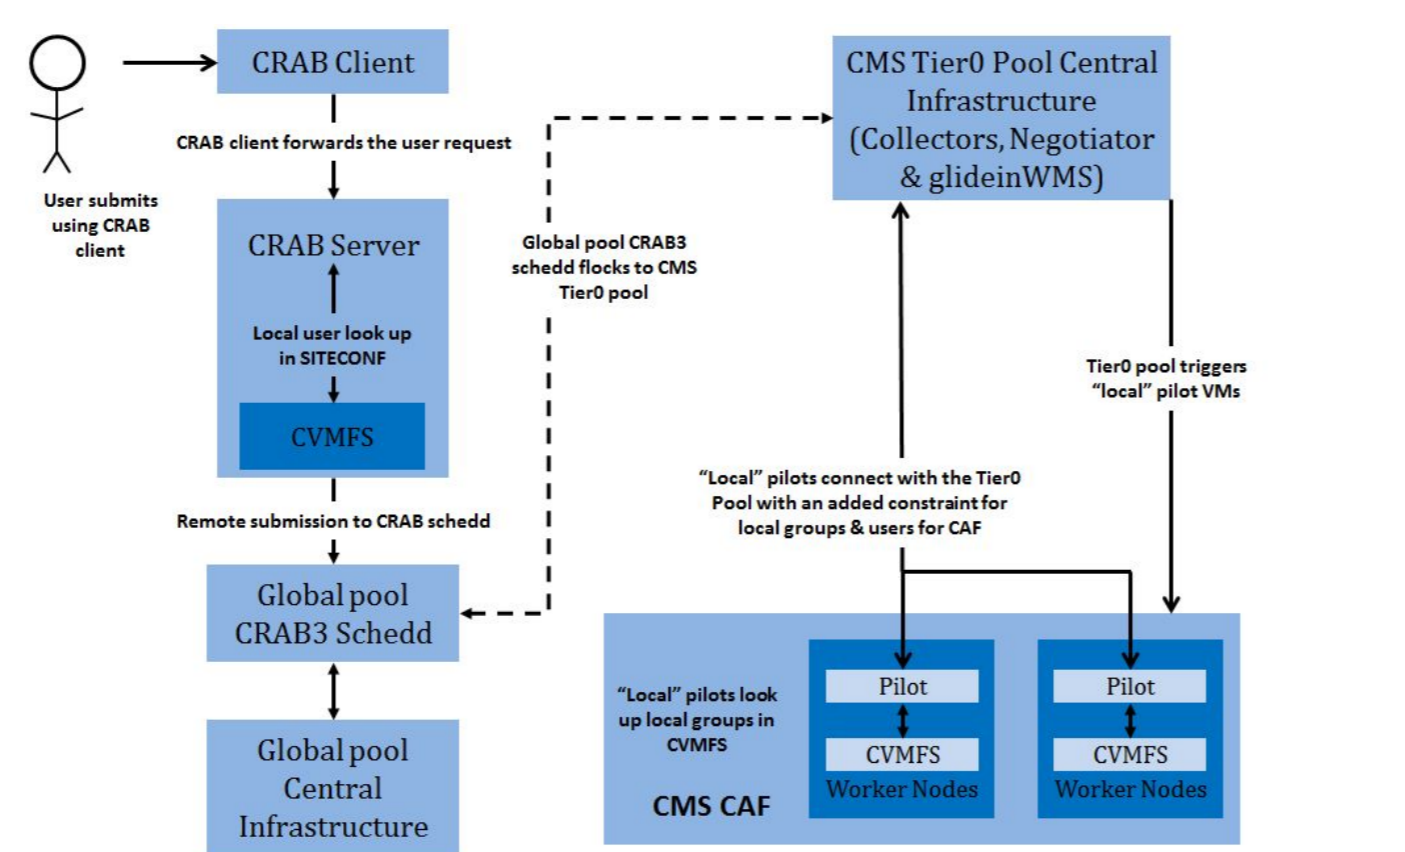 CRAB Client
CRAB client forwards the user request
User submits
using CRAB
client
CRAB Server
Local user look up
in SITECONF
CVMFS
Remote submission to CRAB schedd
Global pool
CRAB3 Schedd
Global pool
Central
Infrastructure
Global pool CRAB3
schedd flocks to CMS
Tier0 pool
CMS Tier0 Pool Central
Infrastructure
(Collectors, Negotiator
& glideinWMS)
Tier0 pool triggers
“local” pilot VMs
“Local” pilots connect with the Tier0
Pool with an added constraint for
local groups & users for CAF
“Local” pilots look
up local groups in
CVMFS
CMS CAF
Pilot
CVMFS
Worker Nodes
Pilot
CVMFS
Worker Nodes